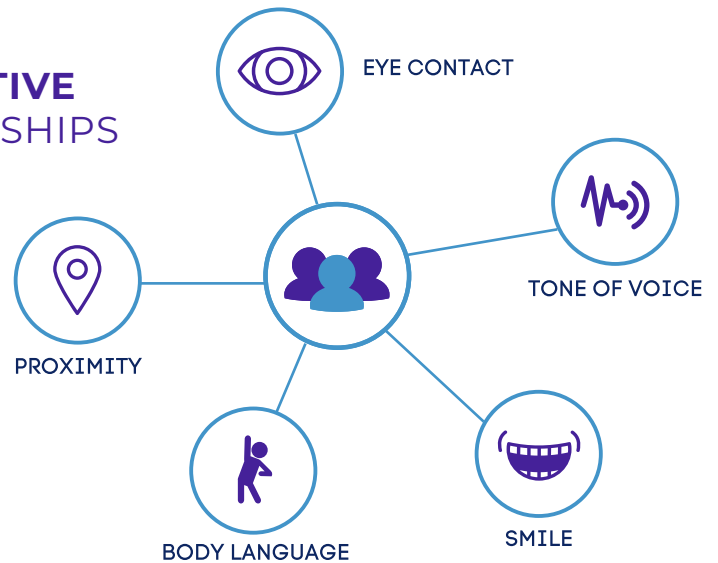 TIVE
SHIPS
EYE CONTACT
TONE OF VOICE
PROXIMITY
SMILE
BODY LANGUAGE